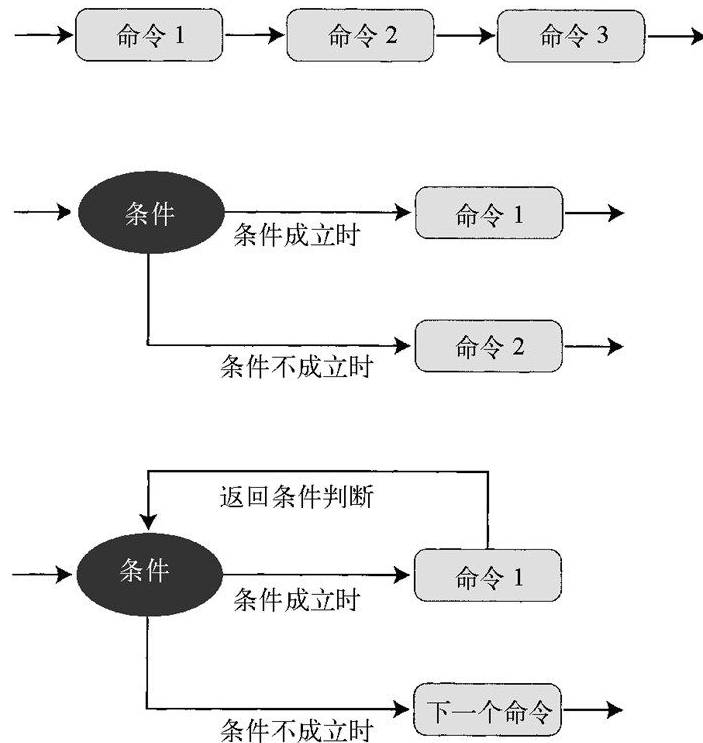 命令 1
命令 2
命令 3
条件
条件成立时
命令 1
条件不成立时
命令 2
返回条件判断
条件
条件成立时
命令 1
条件不成立时
下一个命令